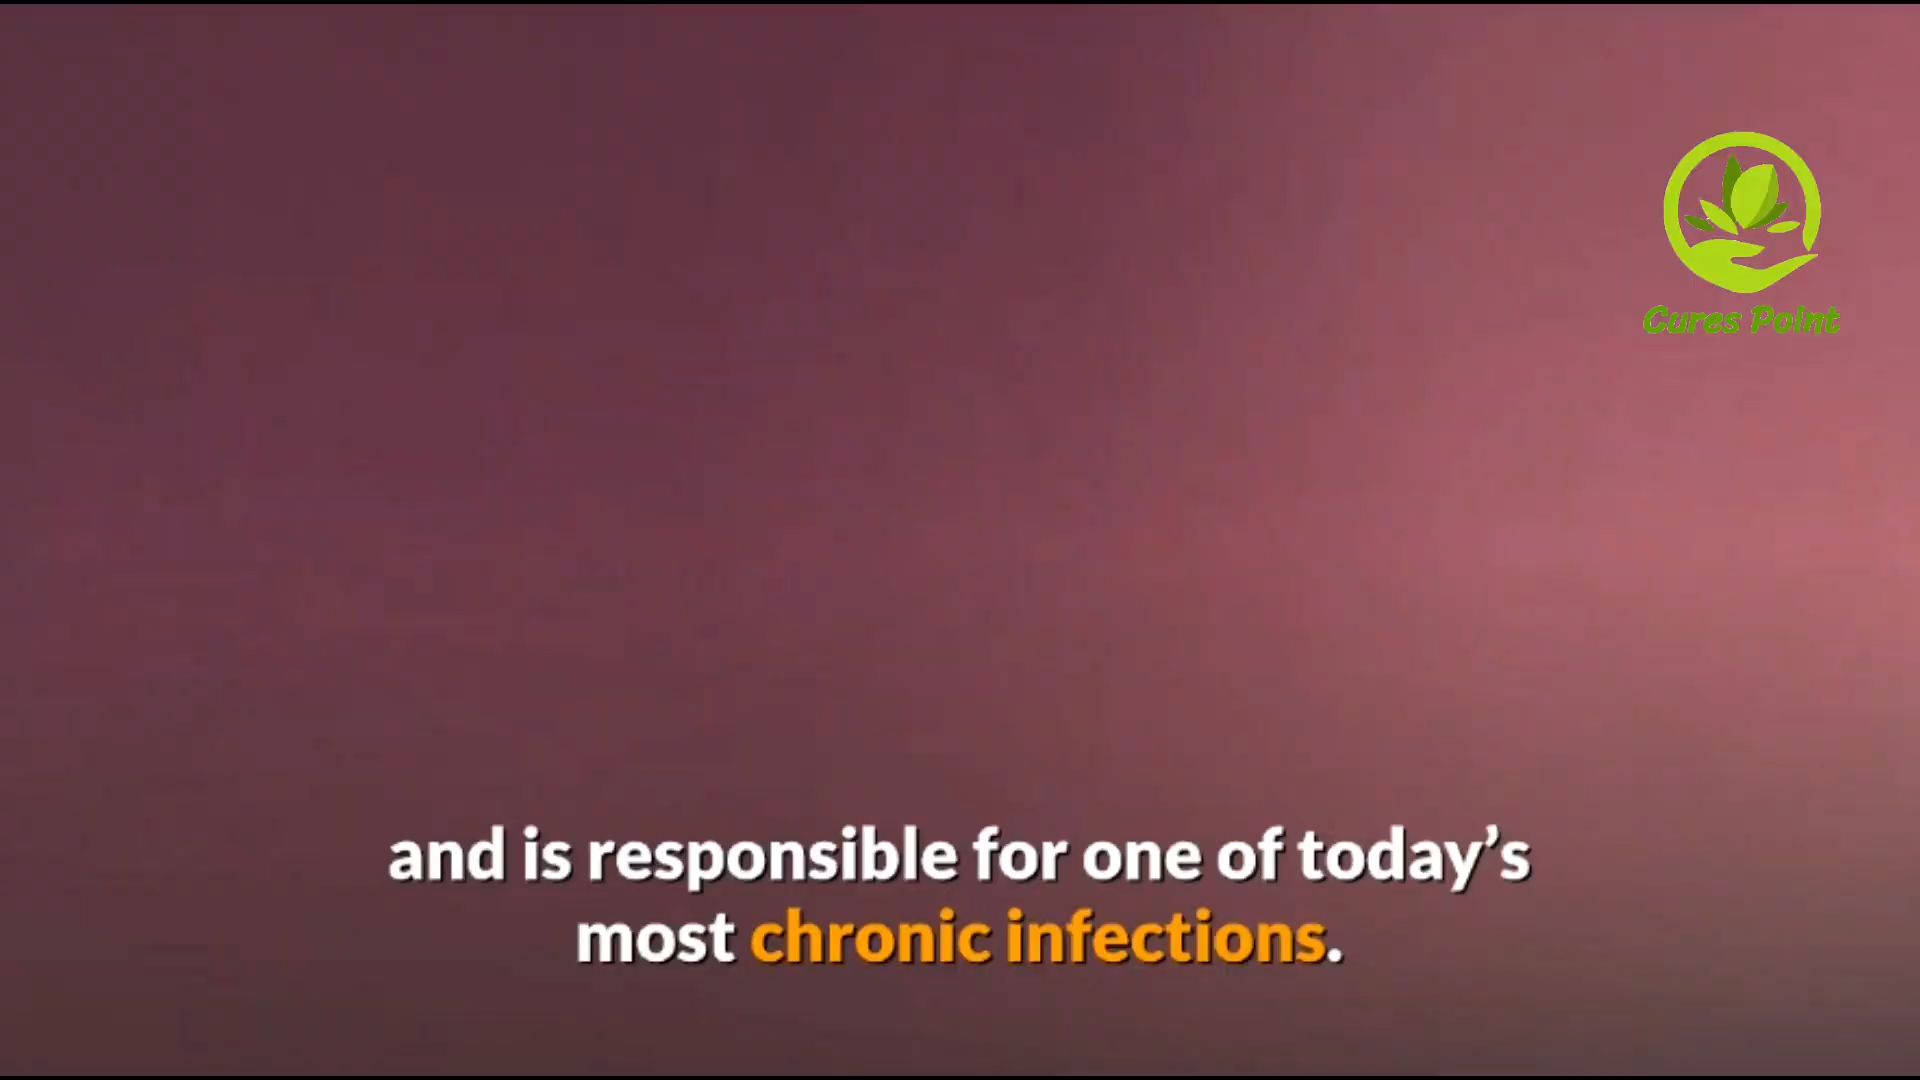 Cures Point
and is responsible for one of today’s
most chronic infections.